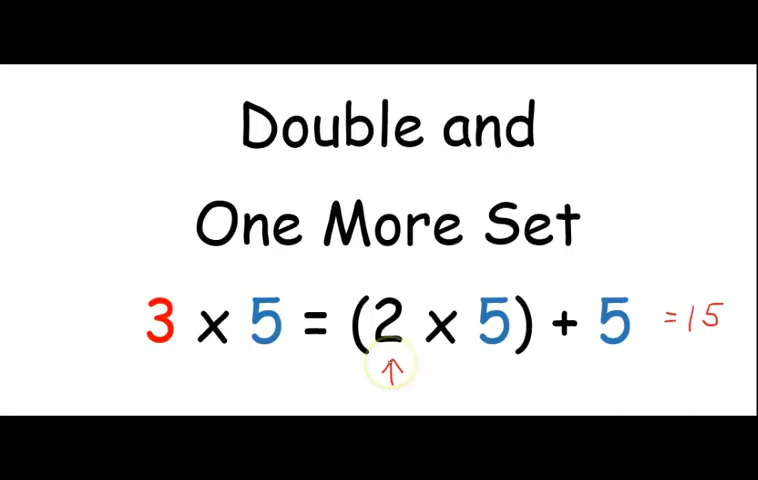 Double and
One More Set
3 x 5 = (2 x 5) + 5 = 15